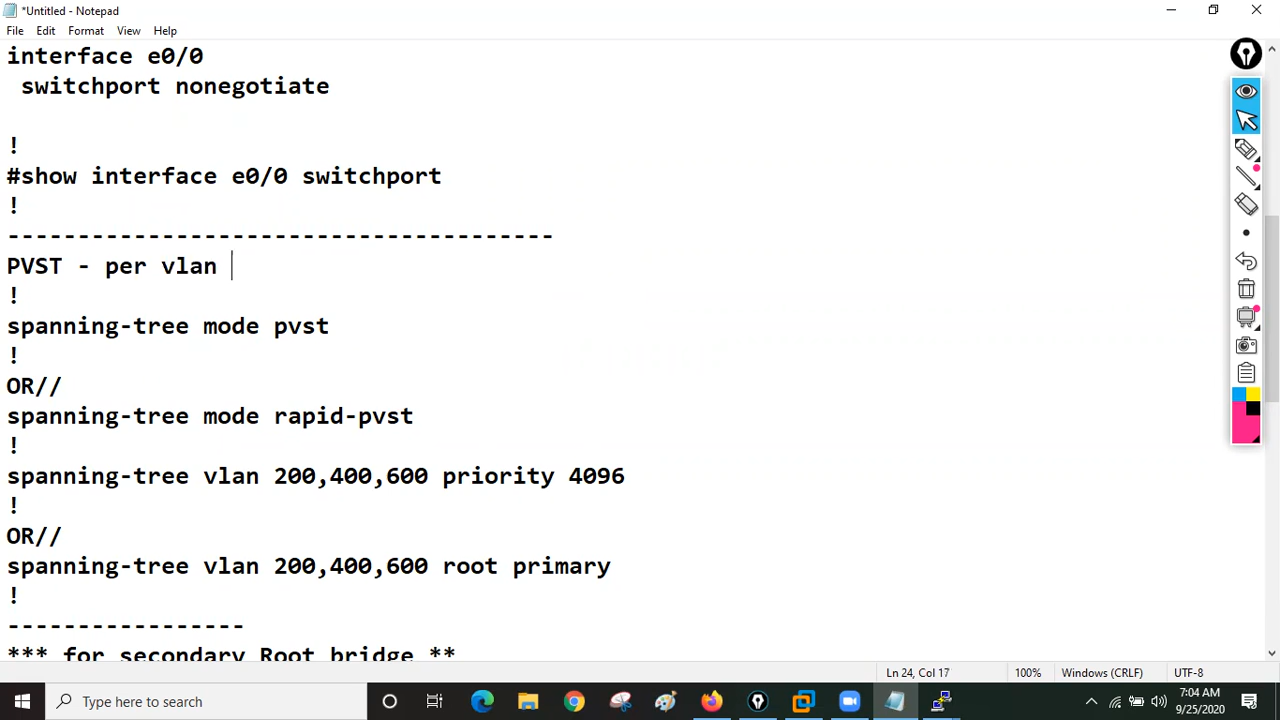 *Untitled - Notepad
File Edit Format View Help
interface e0/0
 switchport nonegotiate
!
#show interface e0/0 switchport
!
---------------------------------------
PVST - per vlan
!
spanning-tree mode pvst
!
OR//
spanning-tree mode rapid-pvst
!
spanning-tree vlan 200,400,600 priority 4096
!
OR//
spanning-tree vlan 200,400,600 root primary
!
-----------------
*** for secondary Root bridge **
Ln 24, Col 17 100% Windows (CRLF) UTF-8
Type here to search
7:04 AM
9/25/2020